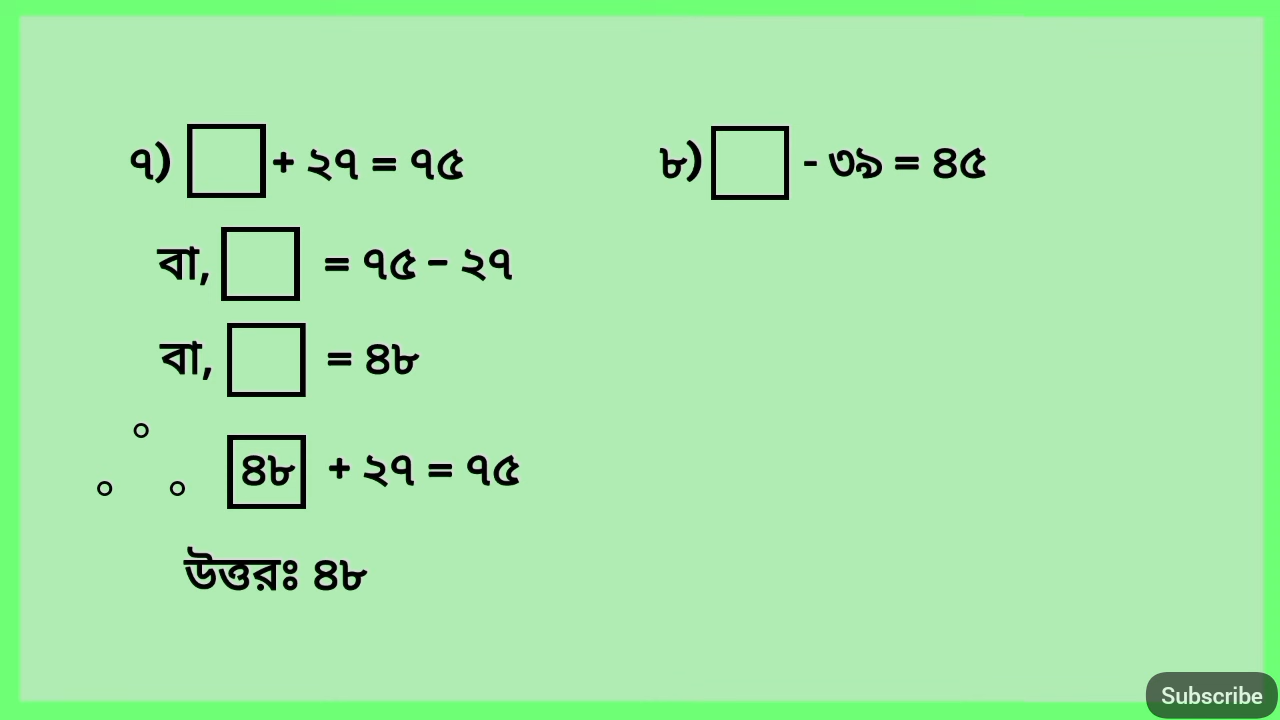 ৭) + ২৭ = ৭৫
বা, = ৭৫ - ২৭
বা, = ৪৮
৪৮ + ২৭ = ৭৫
উত্তরঃ ৪৮
৮) - ৩৯ = ৪৫
Subscribe